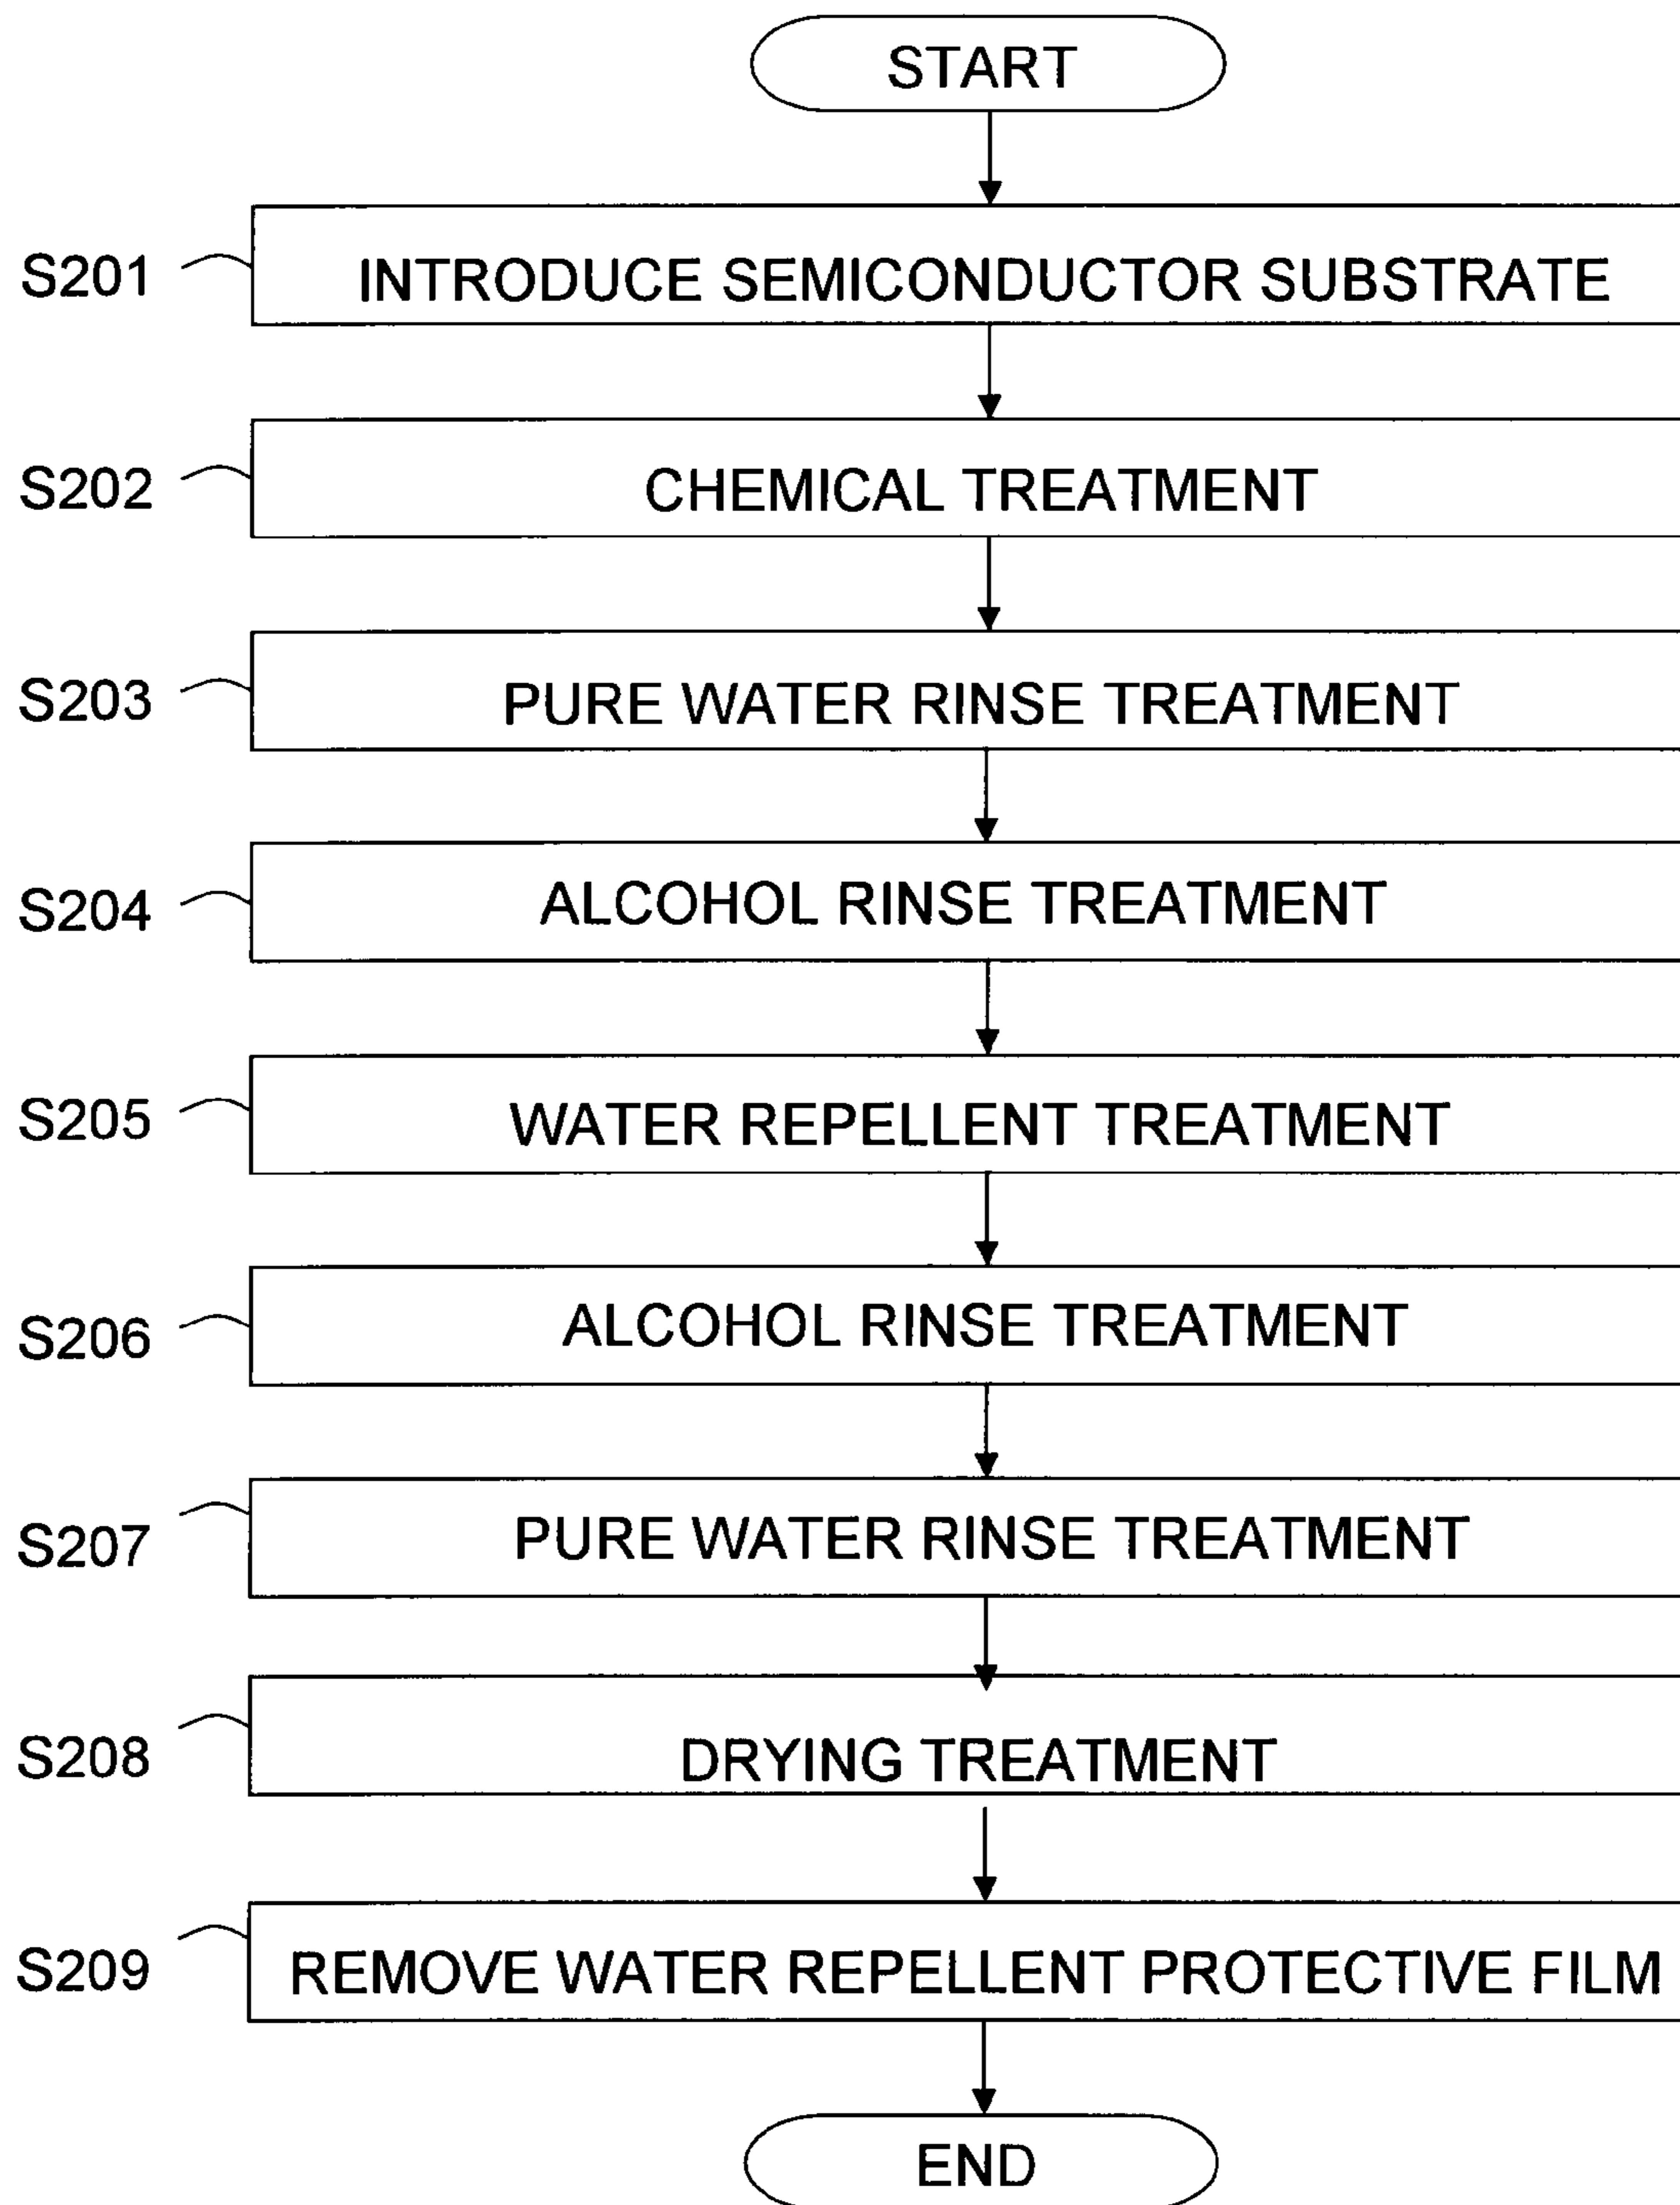 START
S201 INTRODUCE SEMICONDUCTOR SUBSTRATE
S202 CHEMICAL TREATMENT
S203 PURE WATER RINSE TREATMENT
S204 ALCOHOL RINSE TREATMENT
S205 WATER REPELLENT TREATMENT
S206 ALCOHOL RINSE TREATMENT
S207 PURE WATER RINSE TREATMENT
S208 DRYING TREATMENT
S209 REMOVE WATER REPELLENT PROTECTIVE FILM
END